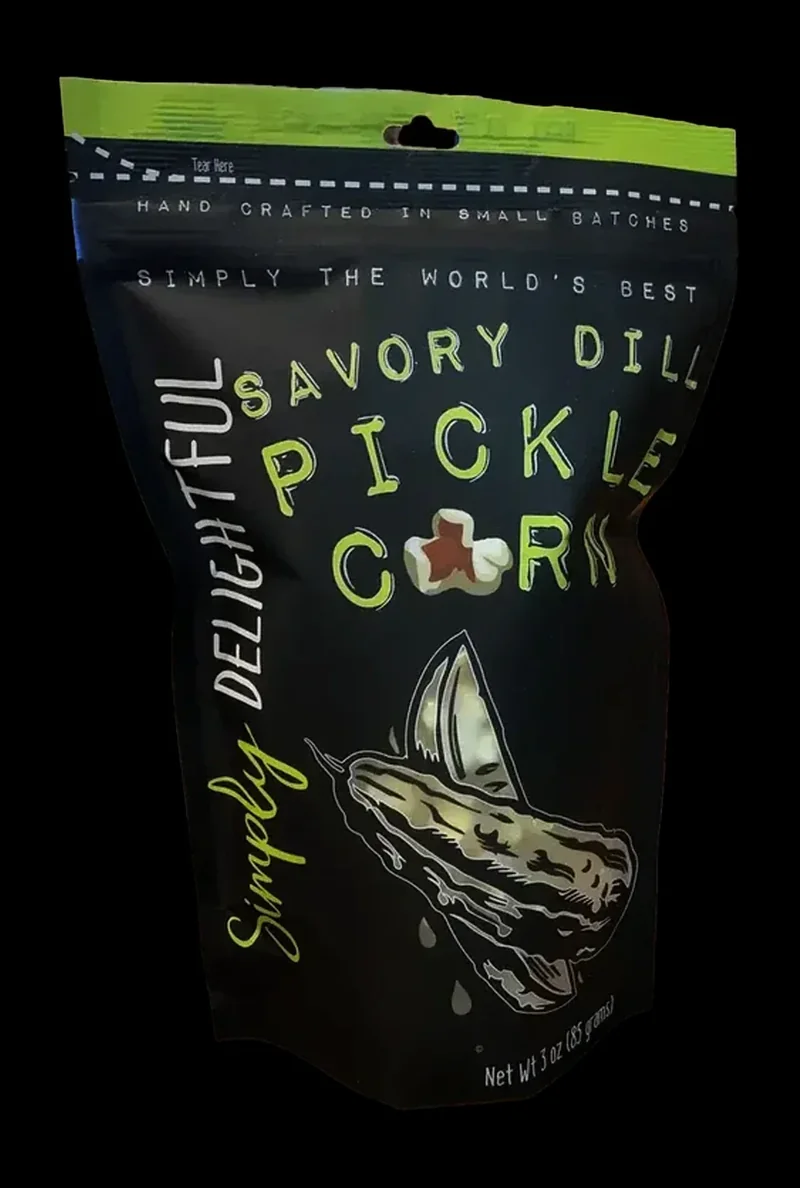 Tear Here
HAND CRAFTED IN SMALL BATCHES
SIMPLY THE WORLD'S BEST
SAVORY DILL
PICKLE
CORN
Simply DELIGHTFUL
©
Net Wt 3 oz (85 grams)